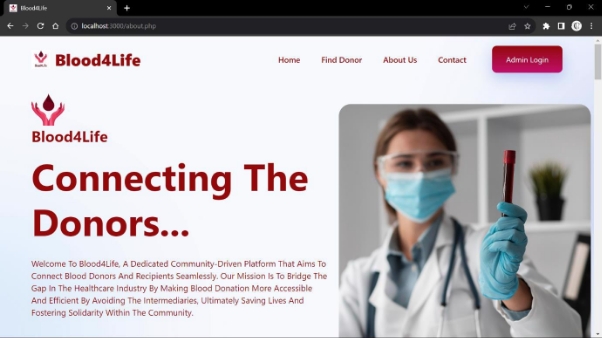 Blood4Life
localhost:3000/about.php
Blood4Life
Home
Find Donor
About Us
Contact
Admin Login
Blood4Life
Connecting The
Donors...
Welcome To Blood4Life, A Dedicated Community-Driven Platform That Aims To
Connect Blood Donors And Recipients Seamlessly. Our Mission Is To Bridge The
Gap In The Healthcare Industry By Making Blood Donation More Accessible
And Efficient By Avoiding The Intermediaries, Ultimately Saving Lives And
Fostering Solidarity Within The Community.